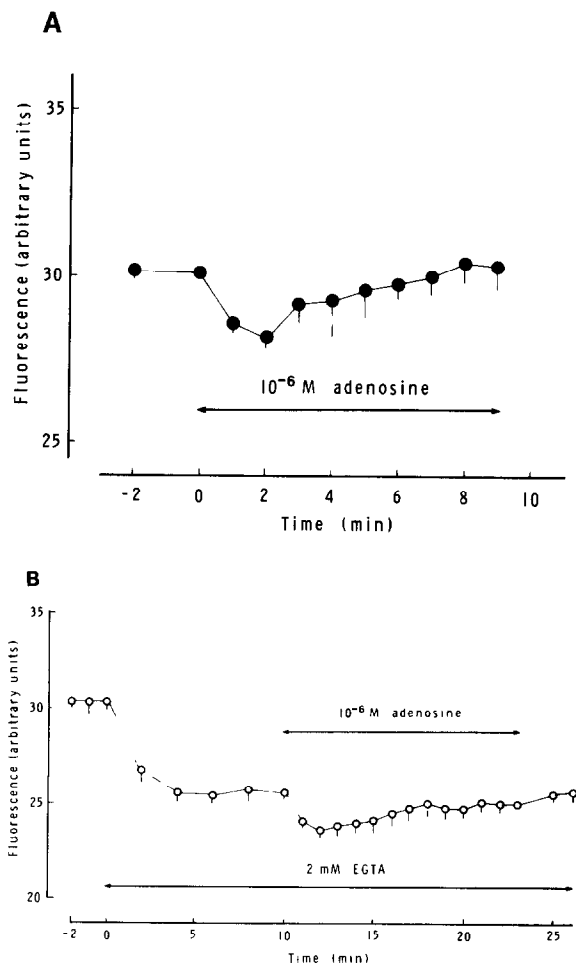 A
Fluorescence (arbitrary units)
35
30
25
10⁻⁶ M adenosine
-2 0 2 4 6 8 10
Time (min)
B
Fluorescence (arbitrary units)
35
30
25
20
10⁻⁶ M adenosine
2 mM EGTA
-2 0 5 10 15 20 25
Time (min)